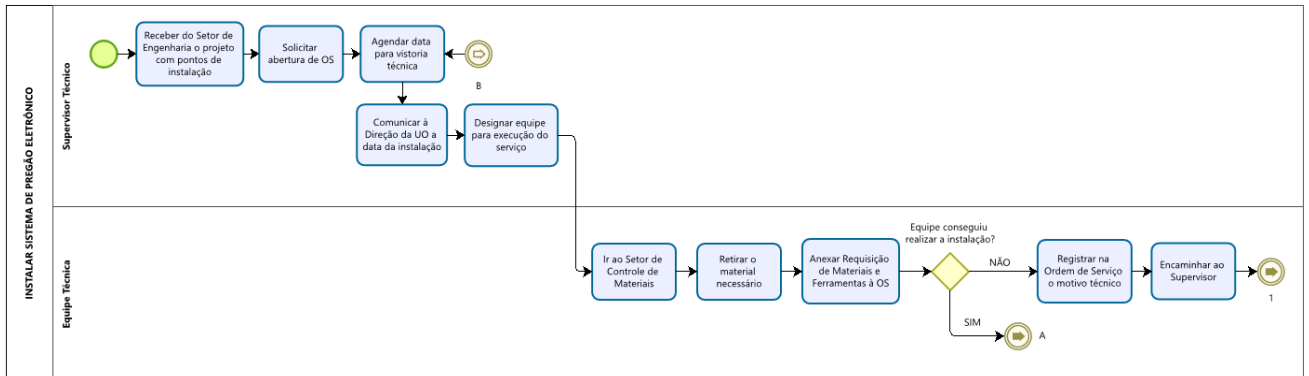 INSTALAR SISTEMA DE PREGÃO ELETRÔNICO
Supervisor Técnico
Receber do Setor de
Engenharia o projeto
com pontos de
instalação
Solicitar
abertura de OS
Agendar data
para vistoria
técnica
B
Comunicar à
Direção da UO a
data da instalação
Designar equipe
para execução do
serviço
Equipe Técnica
Ir ao Setor de
Controle de
Materiais
Retirar o
material
necessário
Anexar Requisição
de Materiais e
Ferramentas à OS
Equipe conseguiu
realizar a instalação?
NÃO
Registrar na
Ordem de Serviço
o motivo técnico
Encaminhar ao
Supervisor
1
SIM
A